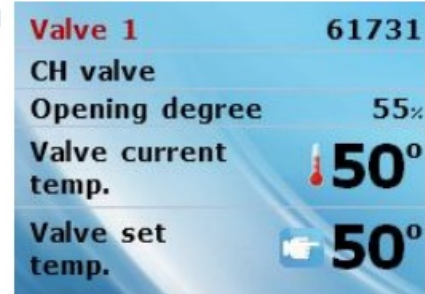 Valve 1 61731
CH valve
Opening degree 55%
Valve current 50°
temp.
Valve set 50°
temp.